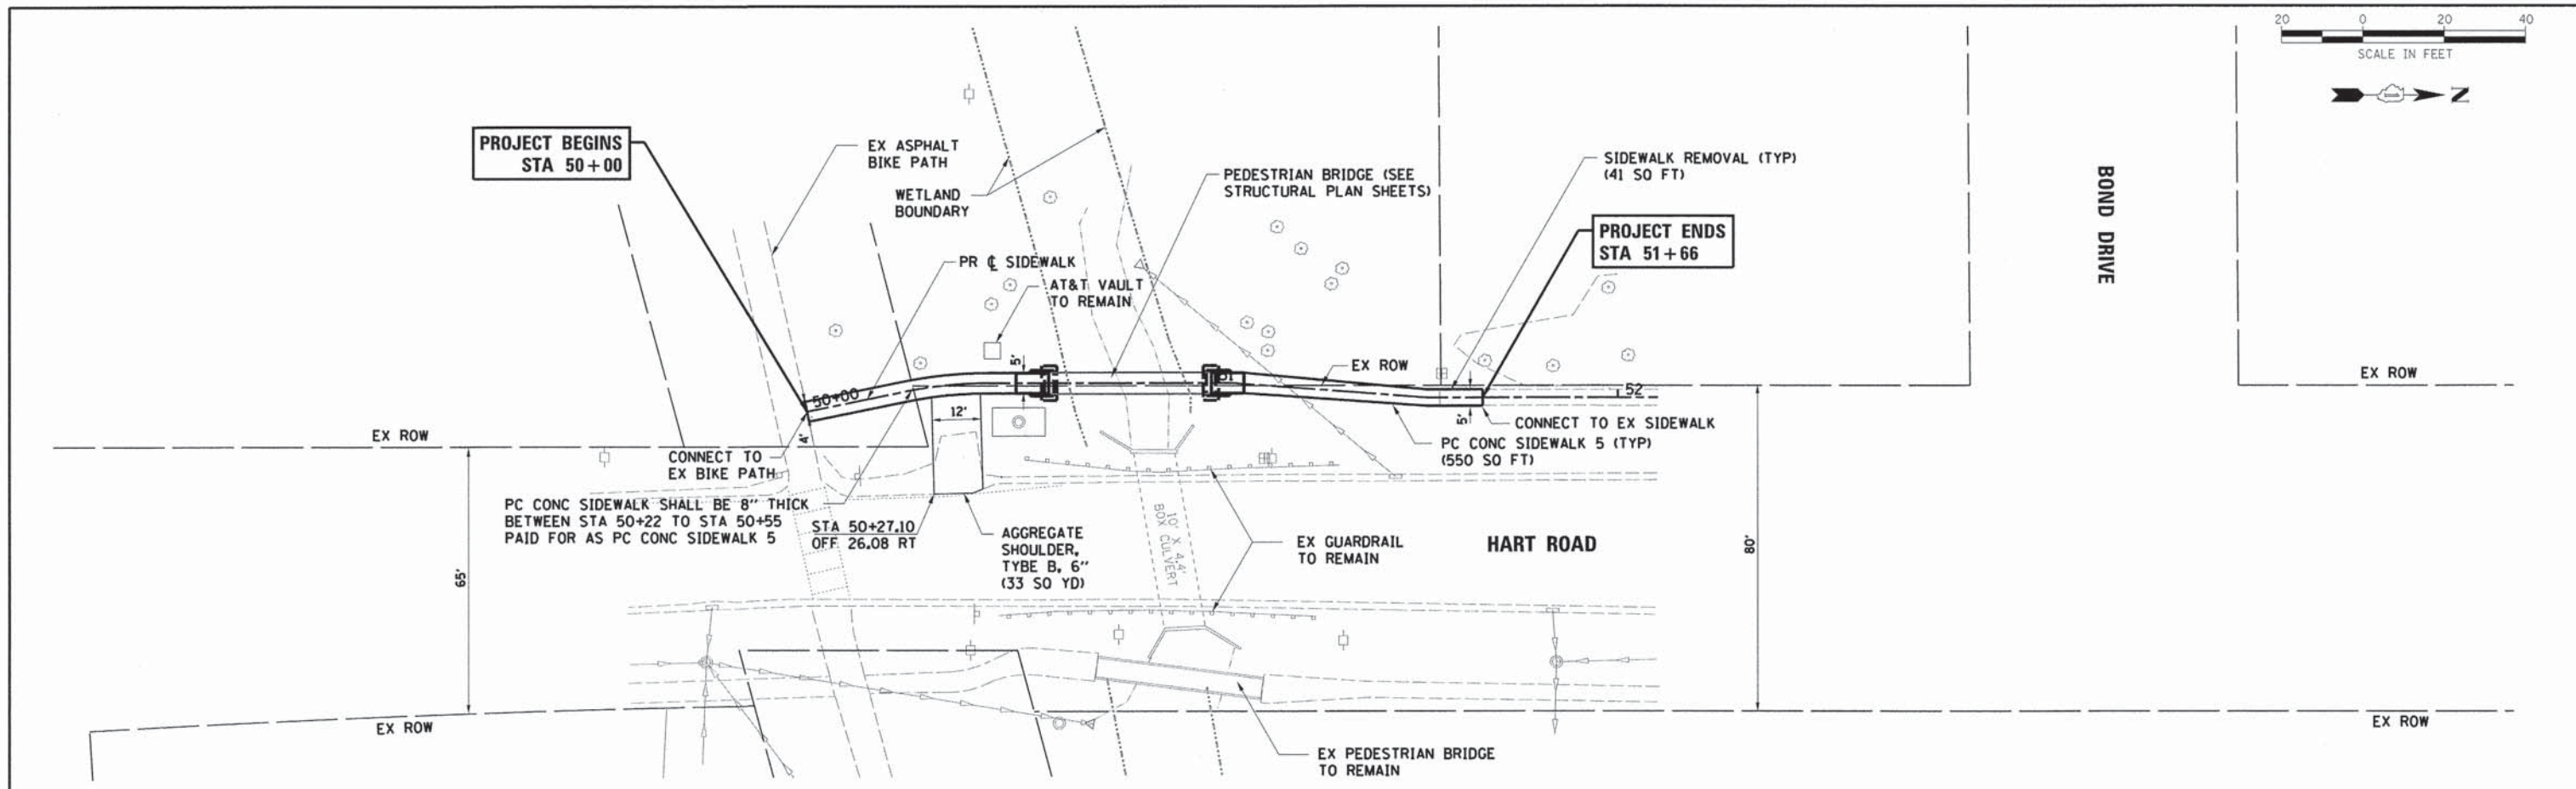 20 0 20 40
SCALE IN FEET
N
PROJECT BEGINS
STA 50+00
EX ASPHALT
BIKE PATH
WETLAND
BOUNDARY
PEDESTRIAN BRIDGE (SEE
STRUCTURAL PLAN SHEETS)
SIDEWALK REMOVAL (TYP)
(41 SQ FT)
PROJECT ENDS
STA 51+66
BOND DRIVE
PR ℄ SIDEWALK
AT&T VAULT
TO REMAIN
5'
51
EX ROW
52
50+00
EX ROW
12'
4'
5'
CONNECT TO EX SIDEWALK
EX ROW
CONNECT TO
EX BIKE PATH
PC CONC SIDEWALK 5 (TYP)
(550 SQ FT)
PC CONC SIDEWALK SHALL BE 8" THICK
BETWEEN STA 50+22 TO STA 50+55
PAID FOR AS PC CONC SIDEWALK 5
STA 50+27.10
OFF 26.08 RT
AGGREGATE
SHOULDER,
TYBE B, 6"
(33 SQ YD)
10' X 4.4'
BOX CULVERT
EX GUARDRAIL
TO REMAIN
HART ROAD
65'
80'
EX ROW
EX PEDESTRIAN BRIDGE
TO REMAIN
EX ROW